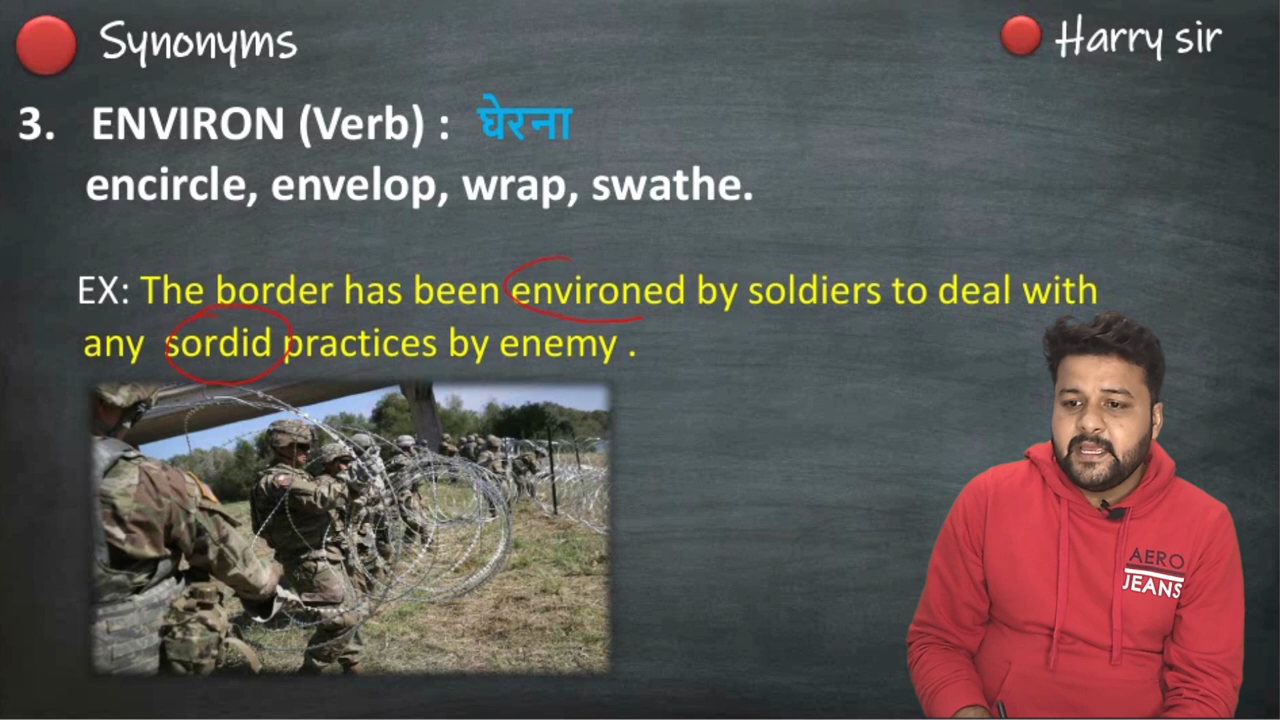 Synonyms
Harry sir
3. ENVIRON (Verb) : घेरना
encircle, envelop, wrap, swathe.
EX: The border has been environed by soldiers to deal with
any sordid practices by enemy .
AERO
JEANS